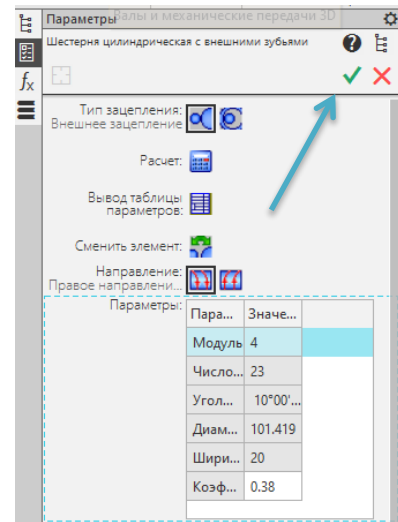 Параметры Валы и механические передачи 3D
Шестерня цилиндрическая с внешними зубьями
?
fx
Тип зацепления:
Внешнее зацепление
Расчет:
Вывод таблицы
параметров:
Сменить элемент:
Направление:
Правое направлени...
Параметры:
Пара... Значе...
Модуль 4
Число... 23
Угол... 10°00'...
Диам... 101.419
Шири... 20
Коэф... 0.38